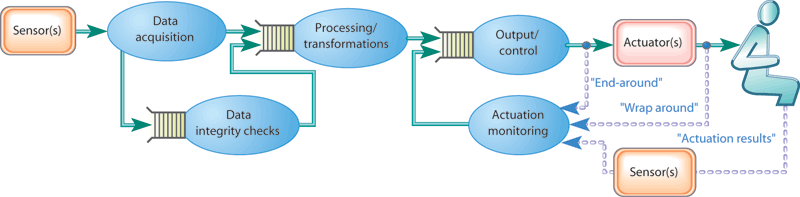 Sensor(s)
Data
acquisition
Processing/
transformations
Output/
control
Actuator(s)
"End-around"
Data
integrity checks
Actuation
monitoring
"Wrap around"
"Actuation results"
Sensor(s)